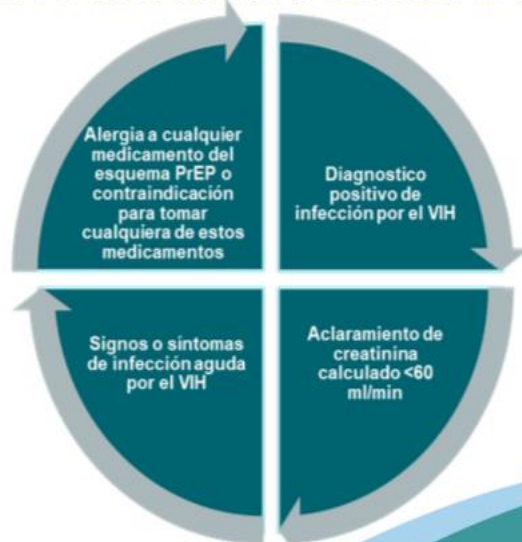 Alergia a cualquier
medicamento del
esquema PrEP o
contraindicación
para tomar
cualquiera de estos
medicamentos
Diagnostico
positivo de
infección por el VIH
Signos o síntomas
de infección aguda
por el VIH
Aclaramiento de
creatinina
calculado <60
ml/min